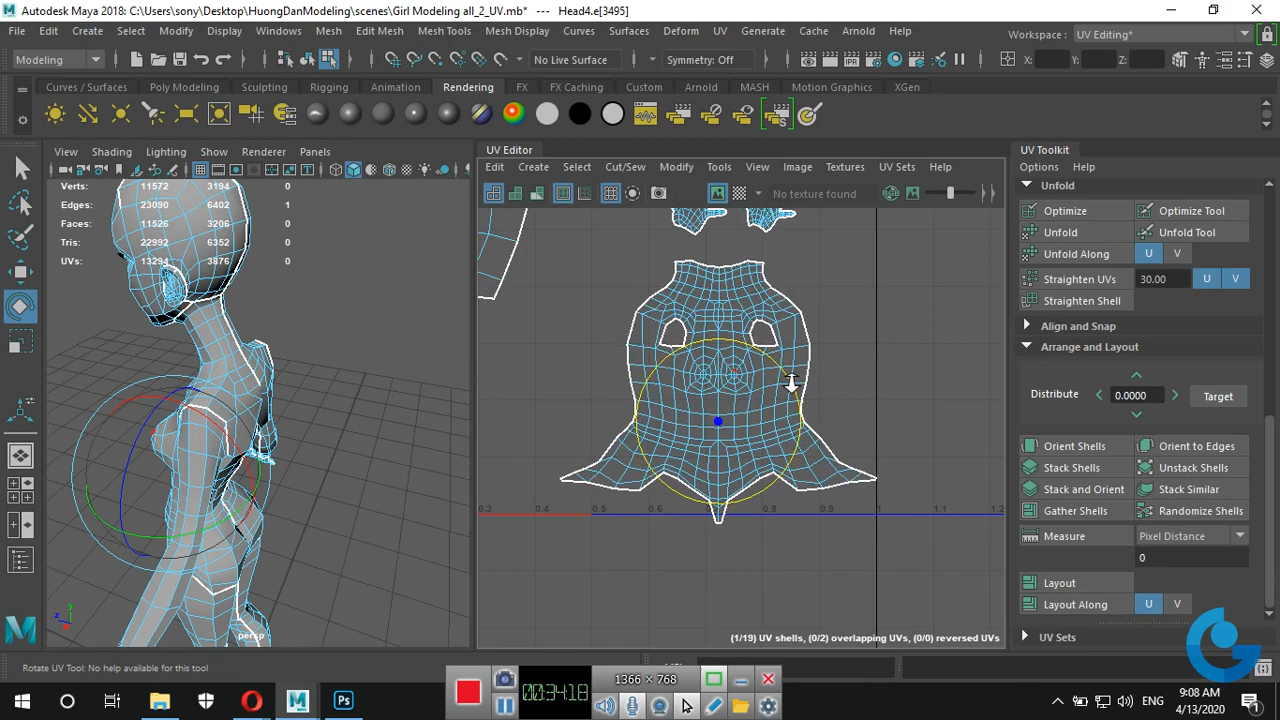 Autodesk Maya 2018: C:\Users\sony\Desktop\HuongDanModeling\scenes\Girl Modeling all_2_UV.mb* --- Head4.e[3495]
File Edit Create Select Modify Display Windows Mesh Edit Mesh Mesh Tools Mesh Display Curves Surfaces Deform UV Generate Cache Arnold Help Workspace: UV Editing*
Modeling No Live Surface Symmetry: Off X: Y: Z:
Curves / Surfaces Poly Modeling Sculpting Rigging Animation Rendering FX FX Caching Custom Arnold Bifrost MASH Motion Graphics XGen
View Shading Lighting Show Renderer Panels
UV Editor
UV Toolkit
Edit Create Select Cut/Sew Modify Tools View Image Textures UV Sets Help
Options Help
No texture found
Verts: 11572 3194 0
Edges: 23090 6402 1
Faces: 11526 3206 0
Tris: 22992 6352 0
UVs: 13294 3876 0
Unfold
Optimize Optimize Tool
Unfold Unfold Tool
Unfold Along U V
Straighten UVs 30.00 U V
Straighten Shell
Align and Snap
Arrange and Layout
Distribute 0.0000 Target
Orient Shells Orient to Edges
Stack Shells Unstack Shells
Stack and Orient Stack Similar
Gather Shells Randomize Shells
Measure Pixel Distance
0
Layout
Layout Along U V
UV Sets
0.3 0.4 0.5 0.6 0.7 0.8 0.9 1.1 1.2
(1/19) UV shells, (0/2) overlapping UVs, (0/0) reversed UVs
persp
y
z
Rotate UV Tool: No help available for this tool
1366 × 768
00:34:18
ENG
9:08 AM
4/13/2020